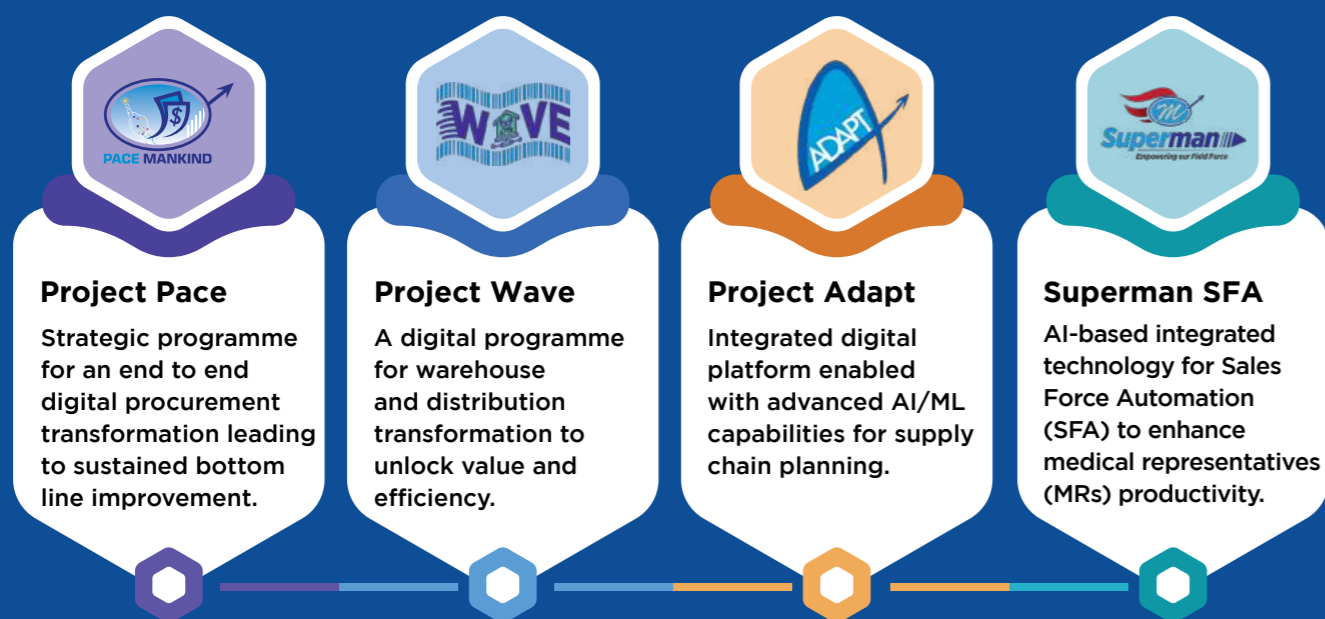 PACE MANKIND
WAVE
ADAPT
Superman
Empowering our Field Force
Project Pace
Strategic programme
for an end to end
digital procurement
transformation leading
to sustained bottom
line improvement.
Project Wave
A digital programme
for warehouse
and distribution
transformation to
unlock value and
efficiency.
Project Adapt
Integrated digital
platform enabled
with advanced AI/ML
capabilities for supply
chain planning.
Superman SFA
AI-based integrated
technology for Sales
Force Automation
(SFA) to enhance
medical representatives
(MRs) productivity.